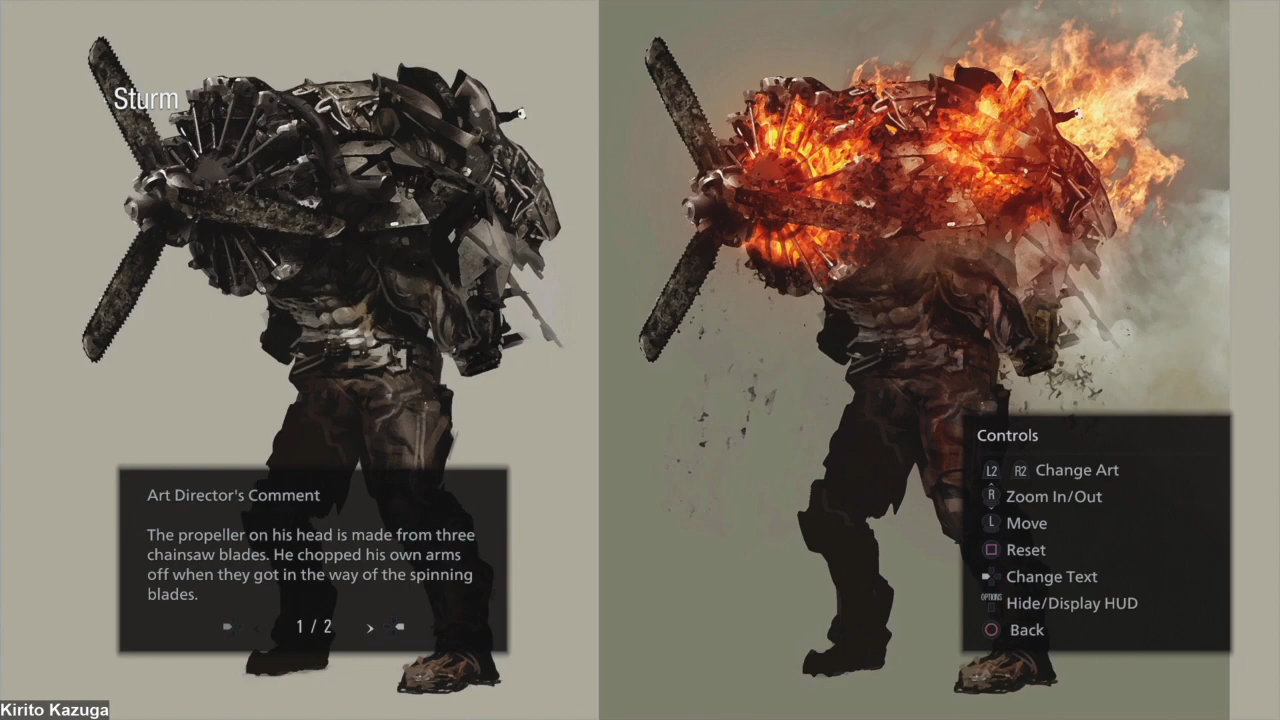 Sturm
Art Director's Comment
The propeller on his head is made from three
chainsaw blades. He chopped his own arms
off when they got in the way of the spinning
blades.
1 / 2
Controls
L2 R2 Change Art
R Zoom In/Out
L Move
Reset
Change Text
OPTIONS Hide/Display HUD
Back
Kirito Kazuga